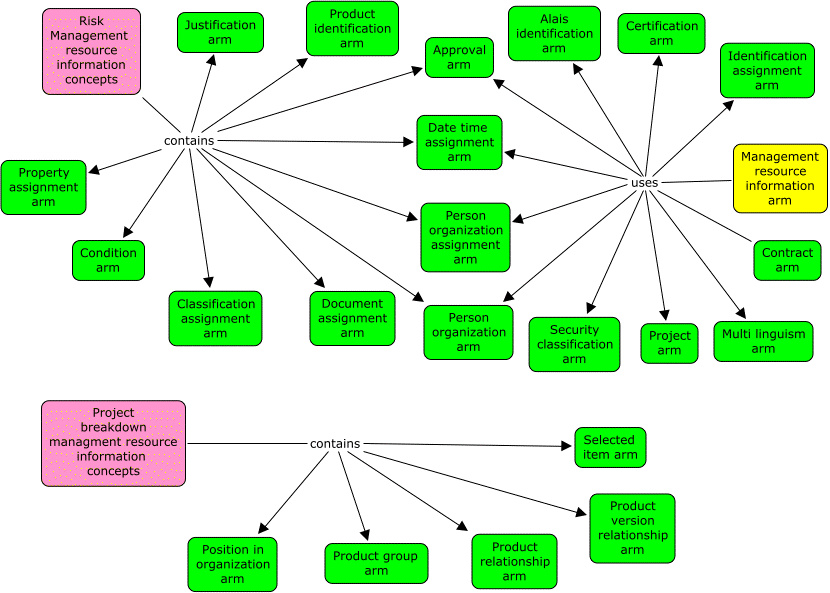 Risk
Management
resource
information
concepts
Justification
arm
Product
identification
arm
Approval
arm
Alais
identification
arm
Certification
arm
Identification
assignment
arm
contains
Date time
assignment
arm
Property
assignment
arm
uses
Management
resource
information
arm
Person
organization
assignment
arm
Condition
arm
Contract
arm
Classification
assignment
arm
Document
assignment
arm
Person
organization
arm
Security
classification
arm
Project
arm
Multi linguism
arm
Project
breakdown
managment resource
information
concepts
contains
Selected
item arm
Position in
organization
arm
Product group
arm
Product
relationship
arm
Product
version
relationship
arm